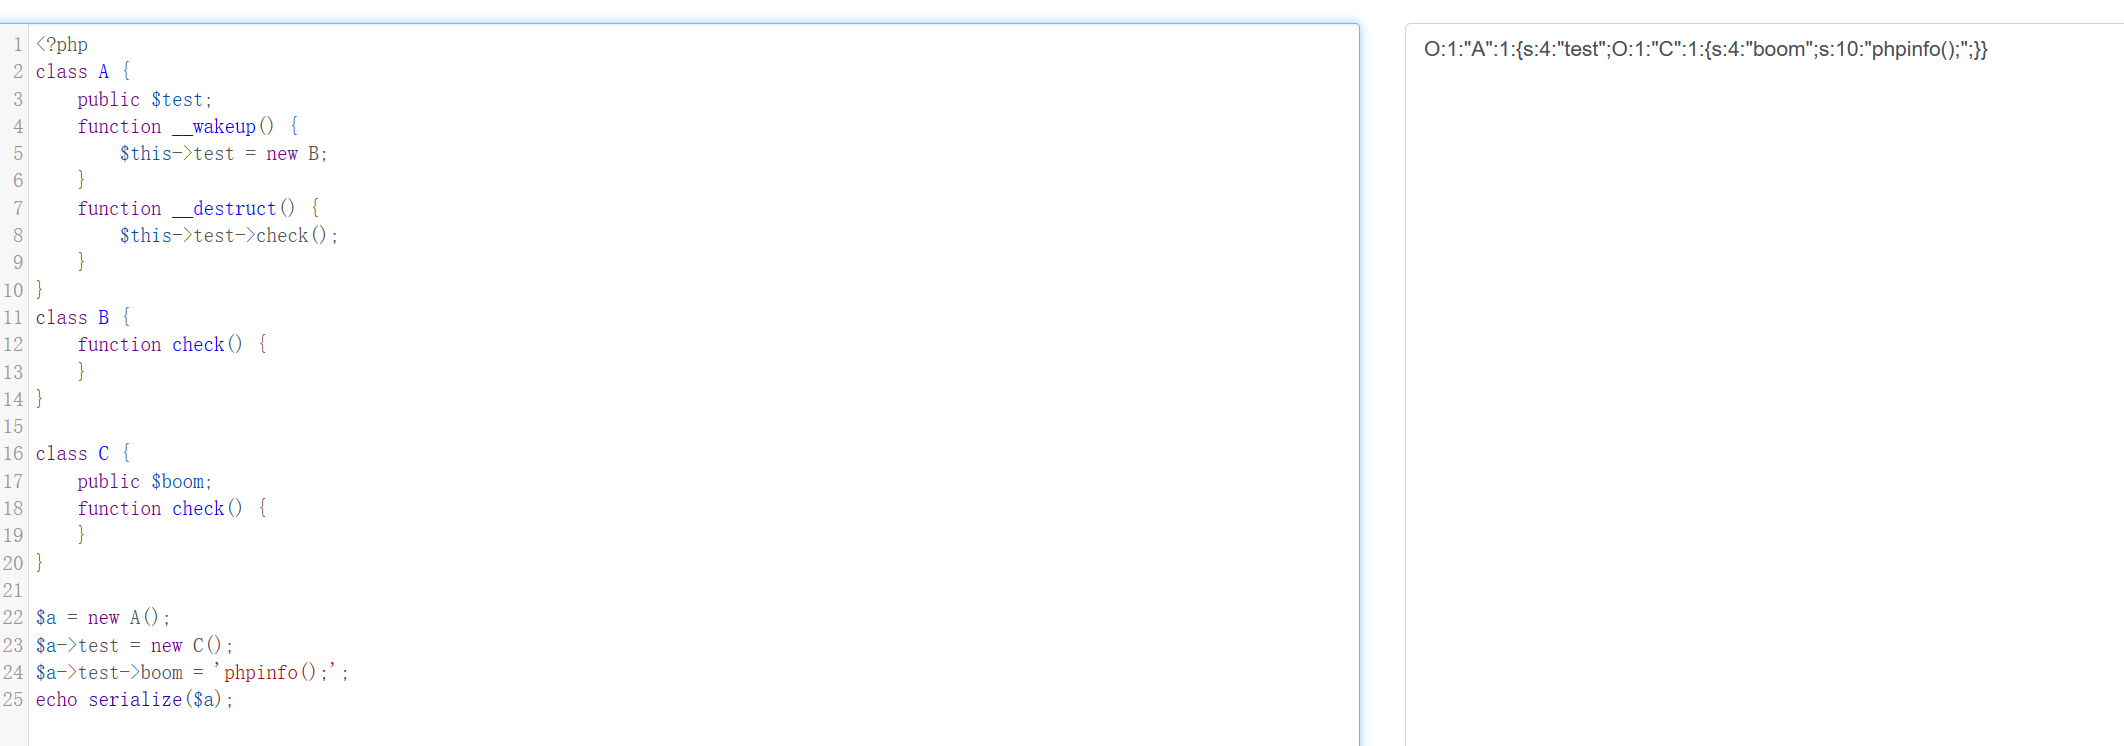 1 <?php
2 class A {
3     public $test;
4     function __wakeup() {
5         $this->test = new B;
6     }
7     function __destruct() {
8         $this->test->check();
9     }
10 }
11 class B {
12     function check() {
13     }
14 }
15
16 class C {
17     public $boom;
18     function check() {
19     }
20 }
21
22 $a = new A();
23 $a->test = new C();
24 $a->test->boom = 'phpinfo();';
25 echo serialize($a);
O:1:"A":1:{s:4:"test";O:1:"C":1:{s:4:"boom";s:10:"phpinfo();";}}